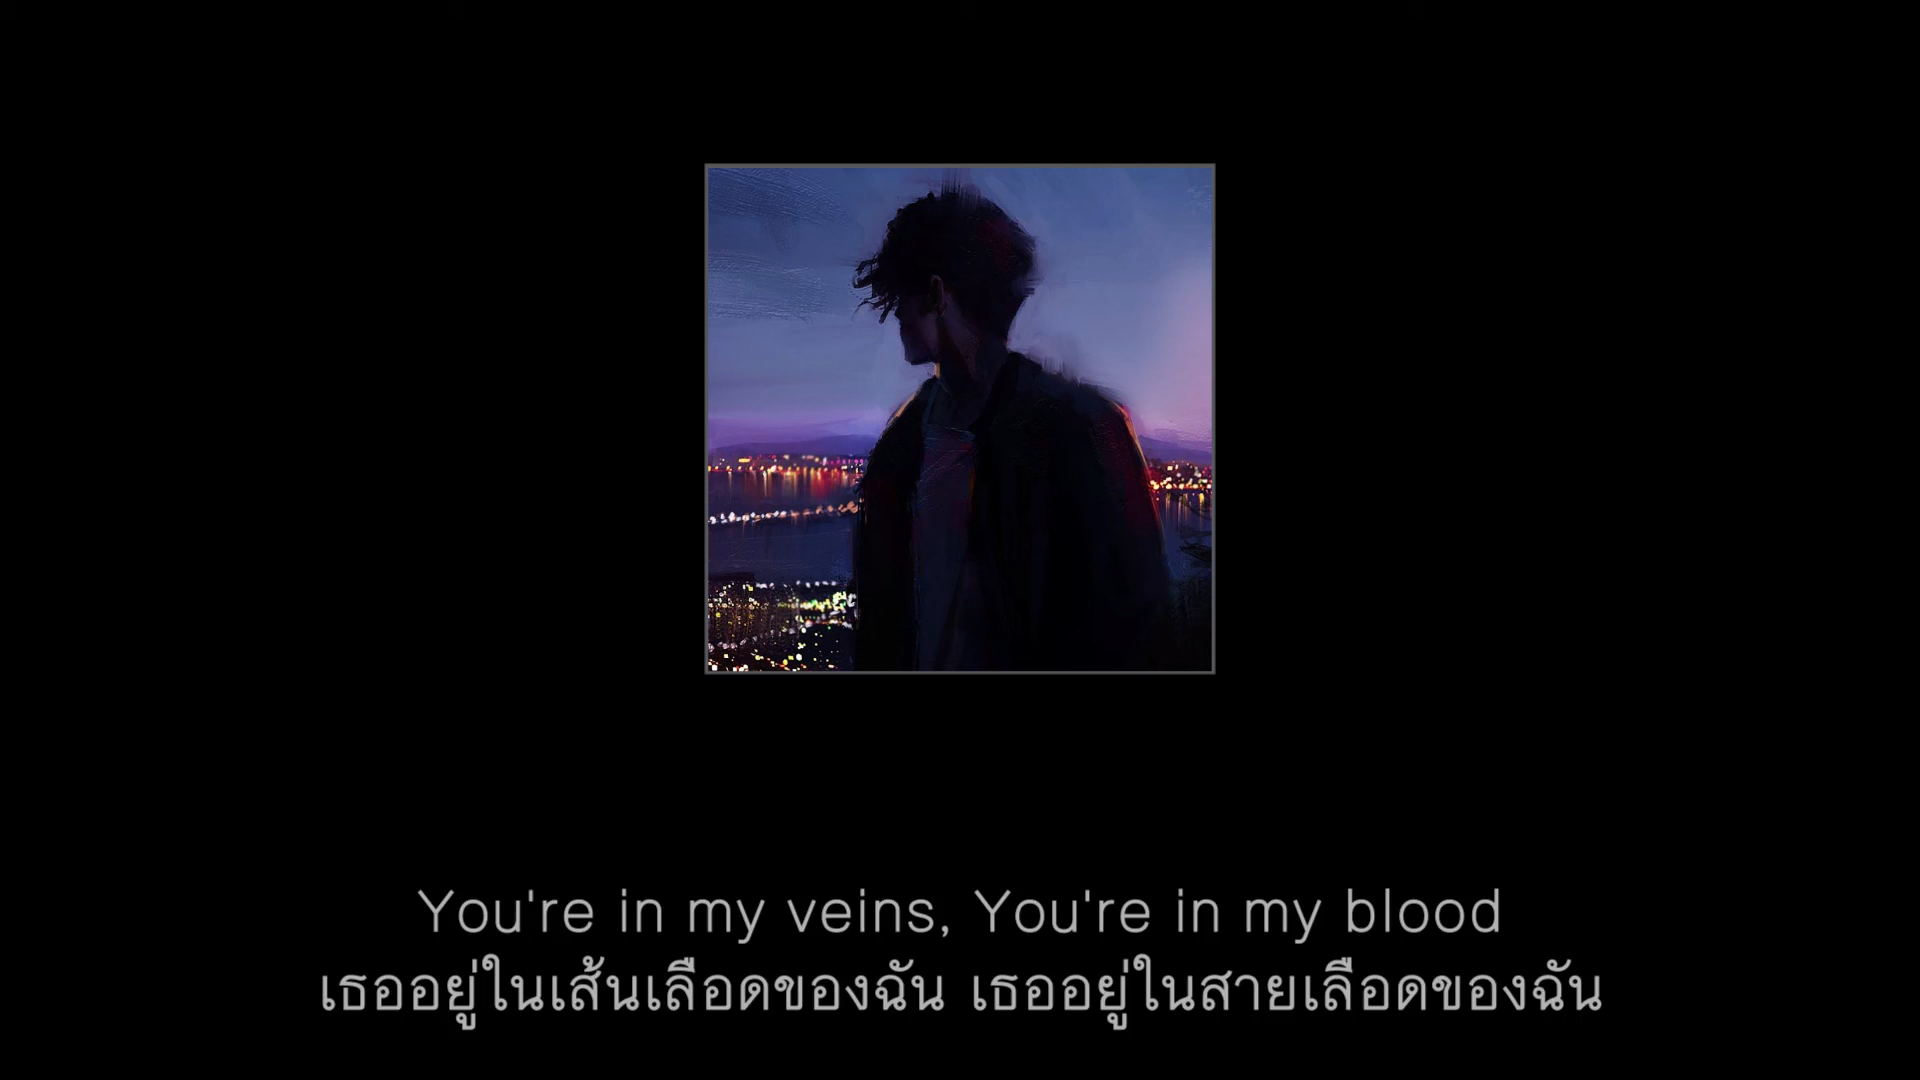 You're in my veins, You're in my blood
เธออยู่ในเส้นเลือดของฉัน เธออยู่ในสายเลือดของฉัน